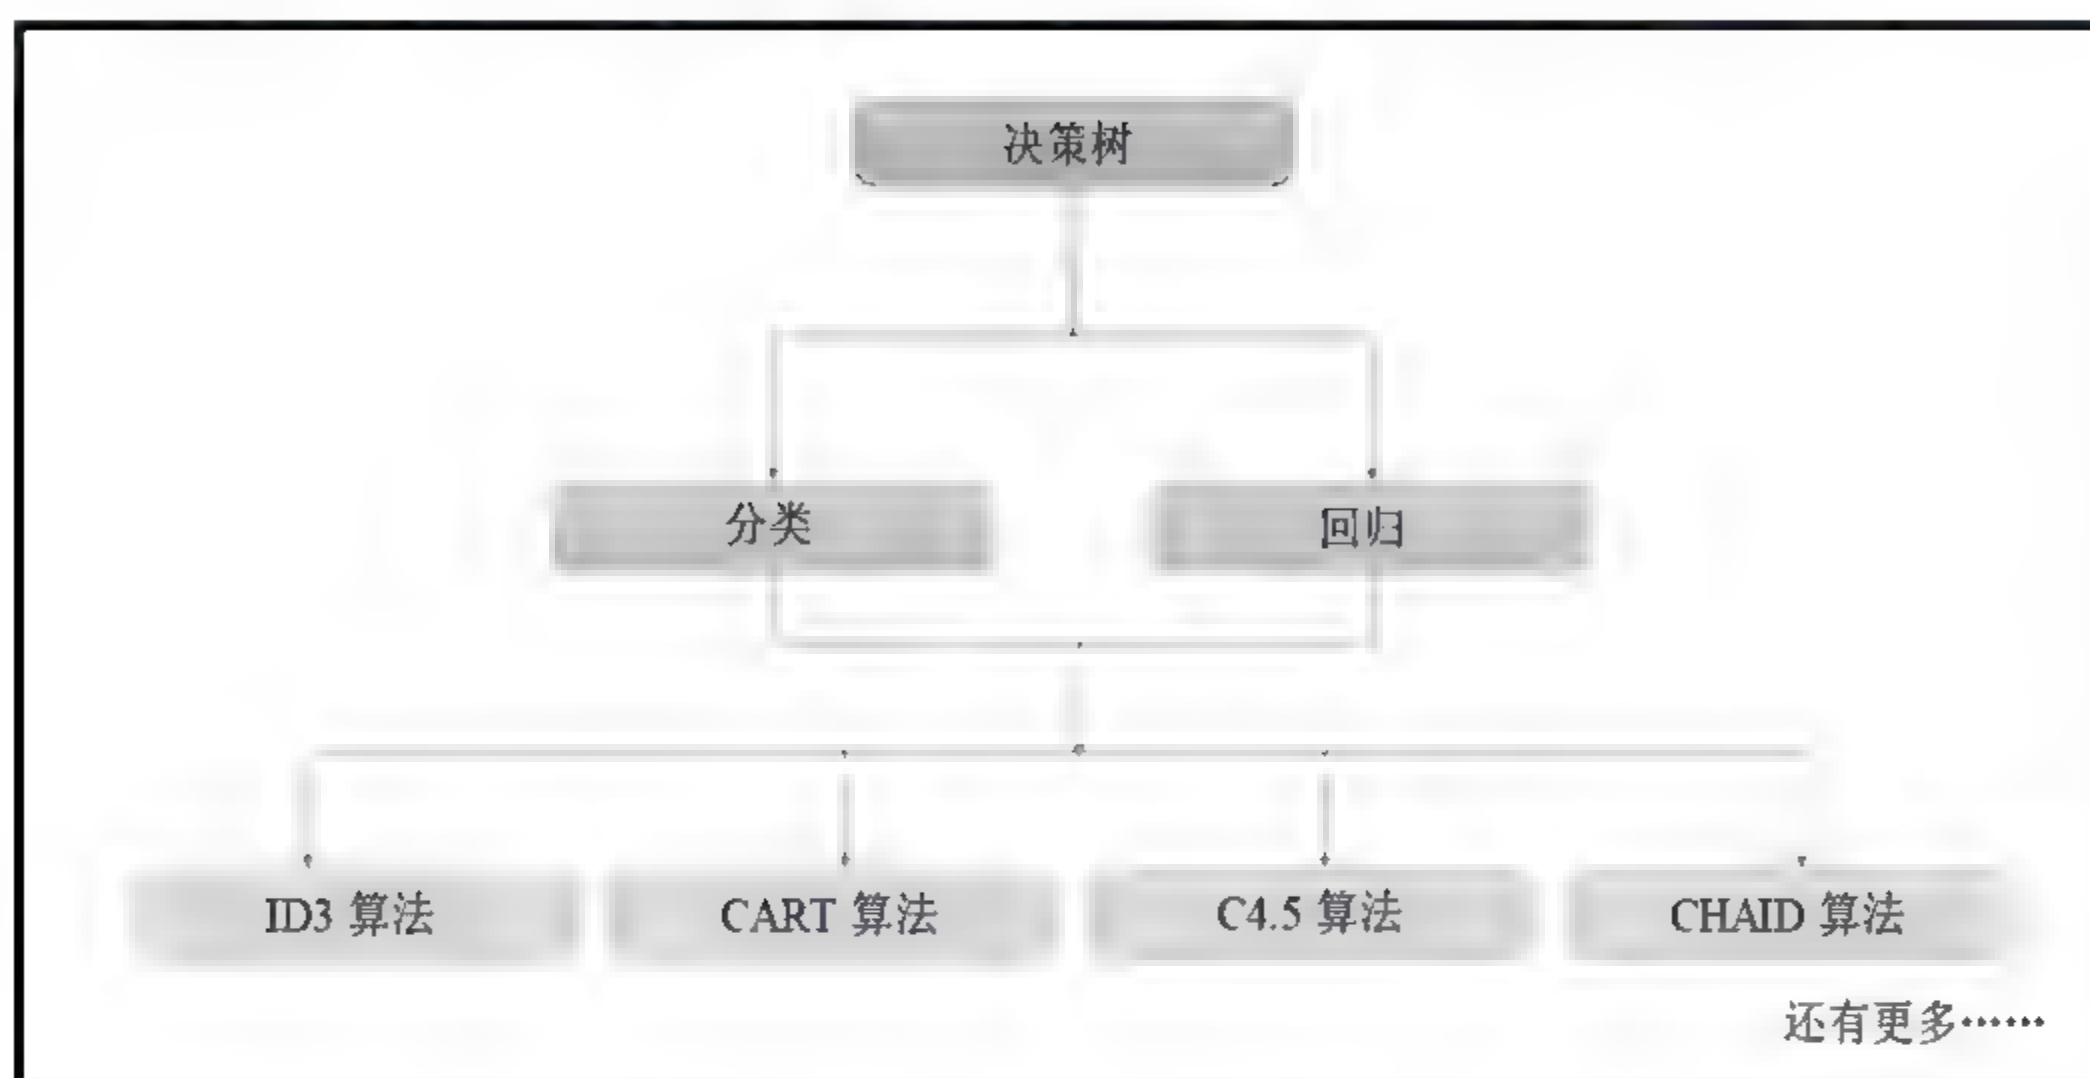 决策树
分类
回归
ID3 算法
CART 算法
C4.5 算法
CHAID 算法
还有更多……